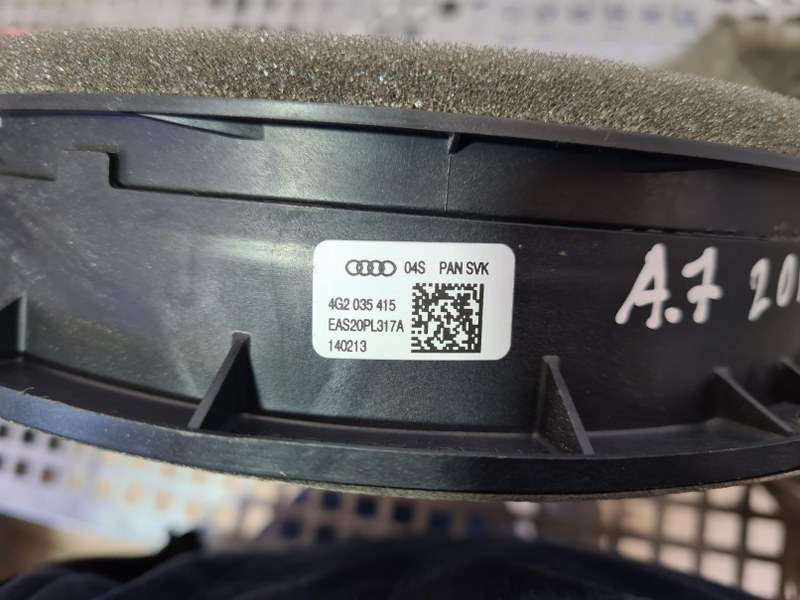 04S PAN SVK
4G2 035 415
EAS20PL317A
140213
A.7